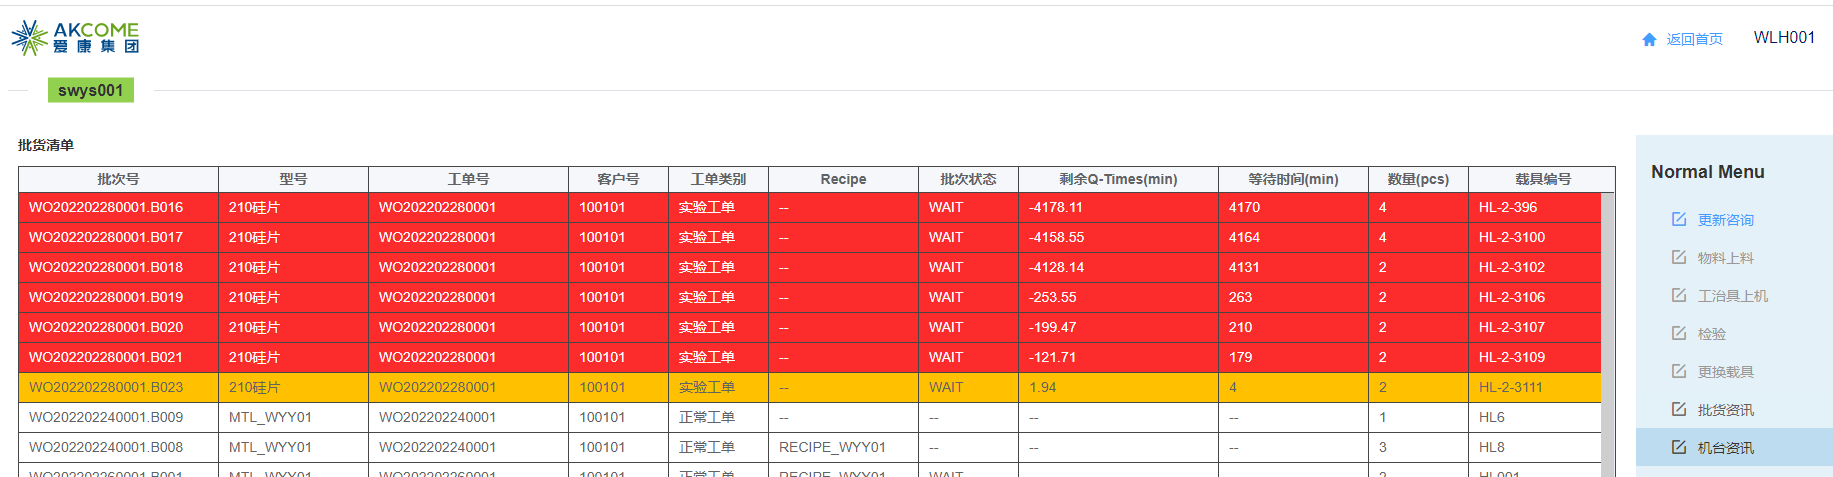 AKCOME
爱康集团
返回首页 WLH001
swys001
批货清单
批次号 型号 工单号 客户号 工单类别 Recipe 批次状态 剩余Q-Times(min) 等待时间(min) 数量(pcs) 载具编号
WO202202280001.B016 210硅片 WO202202280001 100101 实验工单 -- WAIT -4178.11 4170 4 HL-2-396
WO202202280001.B017 210硅片 WO202202280001 100101 实验工单 -- WAIT -4158.55 4164 4 HL-2-3100
WO202202280001.B018 210硅片 WO202202280001 100101 实验工单 -- WAIT -4128.14 4131 2 HL-2-3102
WO202202280001.B019 210硅片 WO202202280001 100101 实验工单 -- WAIT -253.55 263 2 HL-2-3106
WO202202280001.B020 210硅片 WO202202280001 100101 实验工单 -- WAIT -199.47 210 2 HL-2-3107
WO202202280001.B021 210硅片 WO202202280001 100101 实验工单 -- WAIT -121.71 179 2 HL-2-3109
WO202202280001.B023 210硅片 WO202202280001 100101 实验工单 -- WAIT 1.94 4 2 HL-2-3111
WO202202240001.B009 MTL_WYY01 WO202202240001 100101 正常工单 -- -- -- -- 1 HL6
WO202202240001.B008 MTL_WYY01 WO202202240001 100101 正常工单 RECIPE_WYY01 -- -- -- 3 HL8
WO202202260001.B001 MTL_WYY01 WO202202260001 100101 正常工单 RECIPE_WYY01 WAIT 2 HL001
Normal Menu
更新咨询
物料上料
工治具上机
检验
更换载具
批货资讯
机台资讯